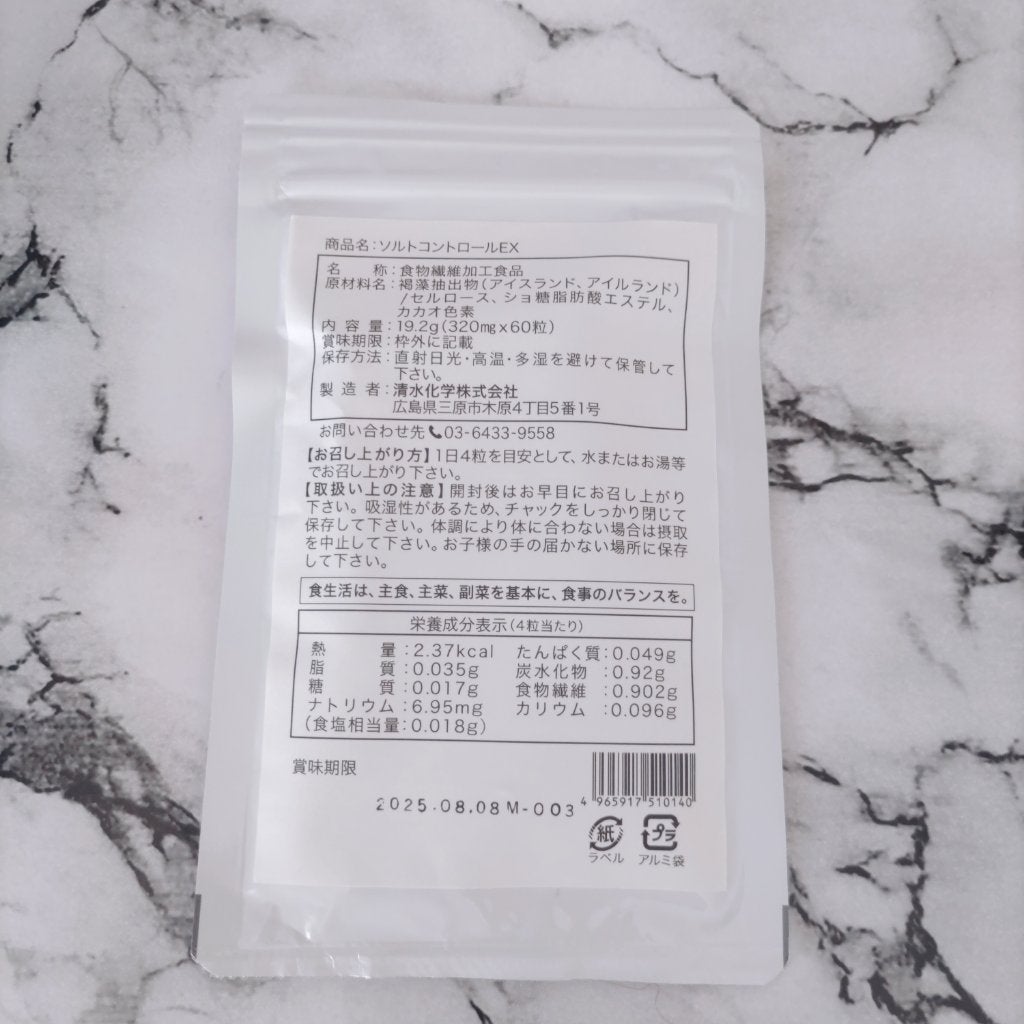 商品名:ソルトコントロールEX
名称:食物繊維加工食品
原材料名:褐藻抽出物(アイスランド、アイルランド)
/セルロース、ショ糖脂肪酸エステル、
カカオ色素
内容量:19.2g(320mgx60粒)
賞味期限:枠外に記載
保存方法:直射日光・高温・多湿を避けて保管して
下さい。
製造者:清水化学株式会社
広島県三原市木原4丁目5番1号
お問い合わせ先 📞03-6433-9558
【お召し上がり方】1日4粒を目安として、水またはお湯等
でお召し上がり下さい。
【取扱い上の注意】開封後はお早目にお召し上がり
下さい。吸湿性があるため、チャックをしっかり閉じて
保存して下さい。体調により体に合わない場合は摂取
を中止して下さい。お子様の手の届かない場所に保存
して下さい。
食生活は、主食、主菜、副菜を基本に、食事のバランスを。
栄養成分表示(4粒当たり)
熱量:2.37kcal たんぱく質:0.049g
脂質:0.035g 炭水化物:0.92g
糖質:0.017g 食物繊維:0.902g
ナトリウム:6.95mg カリウム:0.096g
(食塩相当量:0.018g)
賞味期限
2025.08.08M-003
4 965917 510140
紙 プラ
ラベル アルミ袋